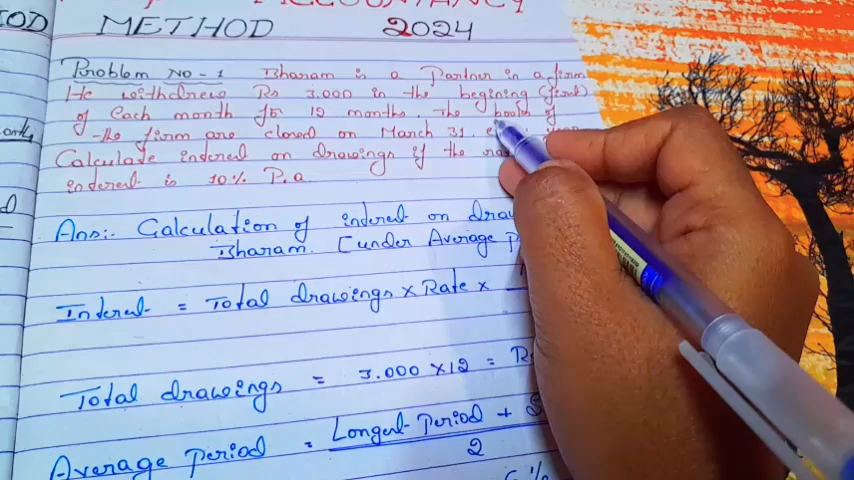 ACCOUNTANCY
OD METHOD 2024
Problem NO - 1 Bharam is a Partner in a firm
He withdrew Rs 3.000 in the begining (first)
of each month for 12 months. The books of
the firm are closed on March 31.
Calculate interest on drawings if the
interest is 10% P.a.
Ans:- Calculation of interest on
Bharam. [under Average
Interest = Total drawings × Rate ×
Total drawings = 3.000 × 12 =
Average period = Longest Period +
2